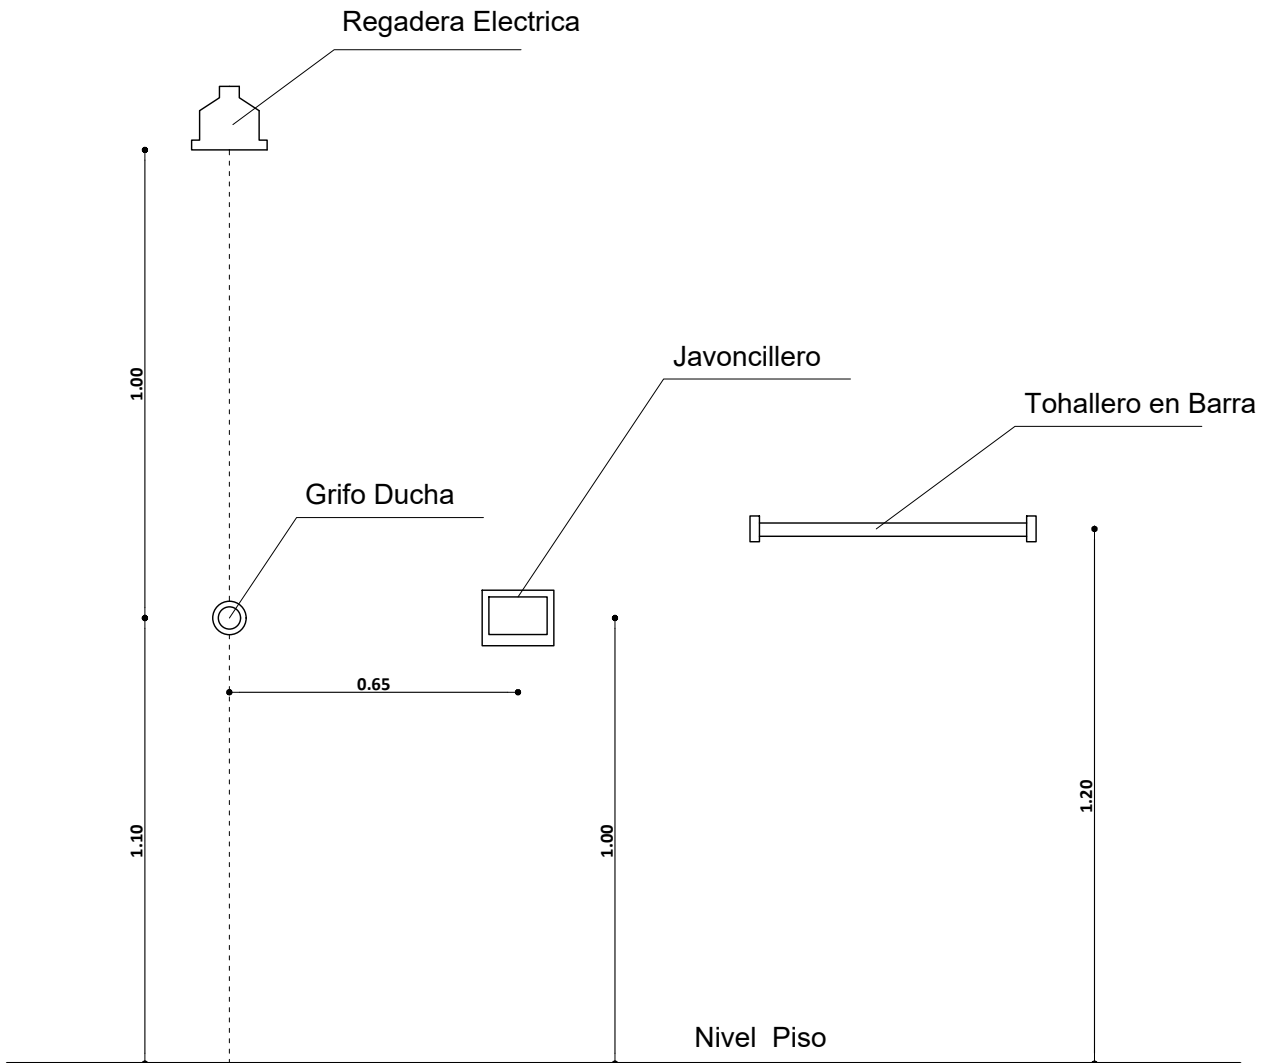 Regadera Electrica
Javoncillero
1.00
Tohallero en Barra
Grifo Ducha
0.65
1.20
1.10
1.00
Nivel Piso